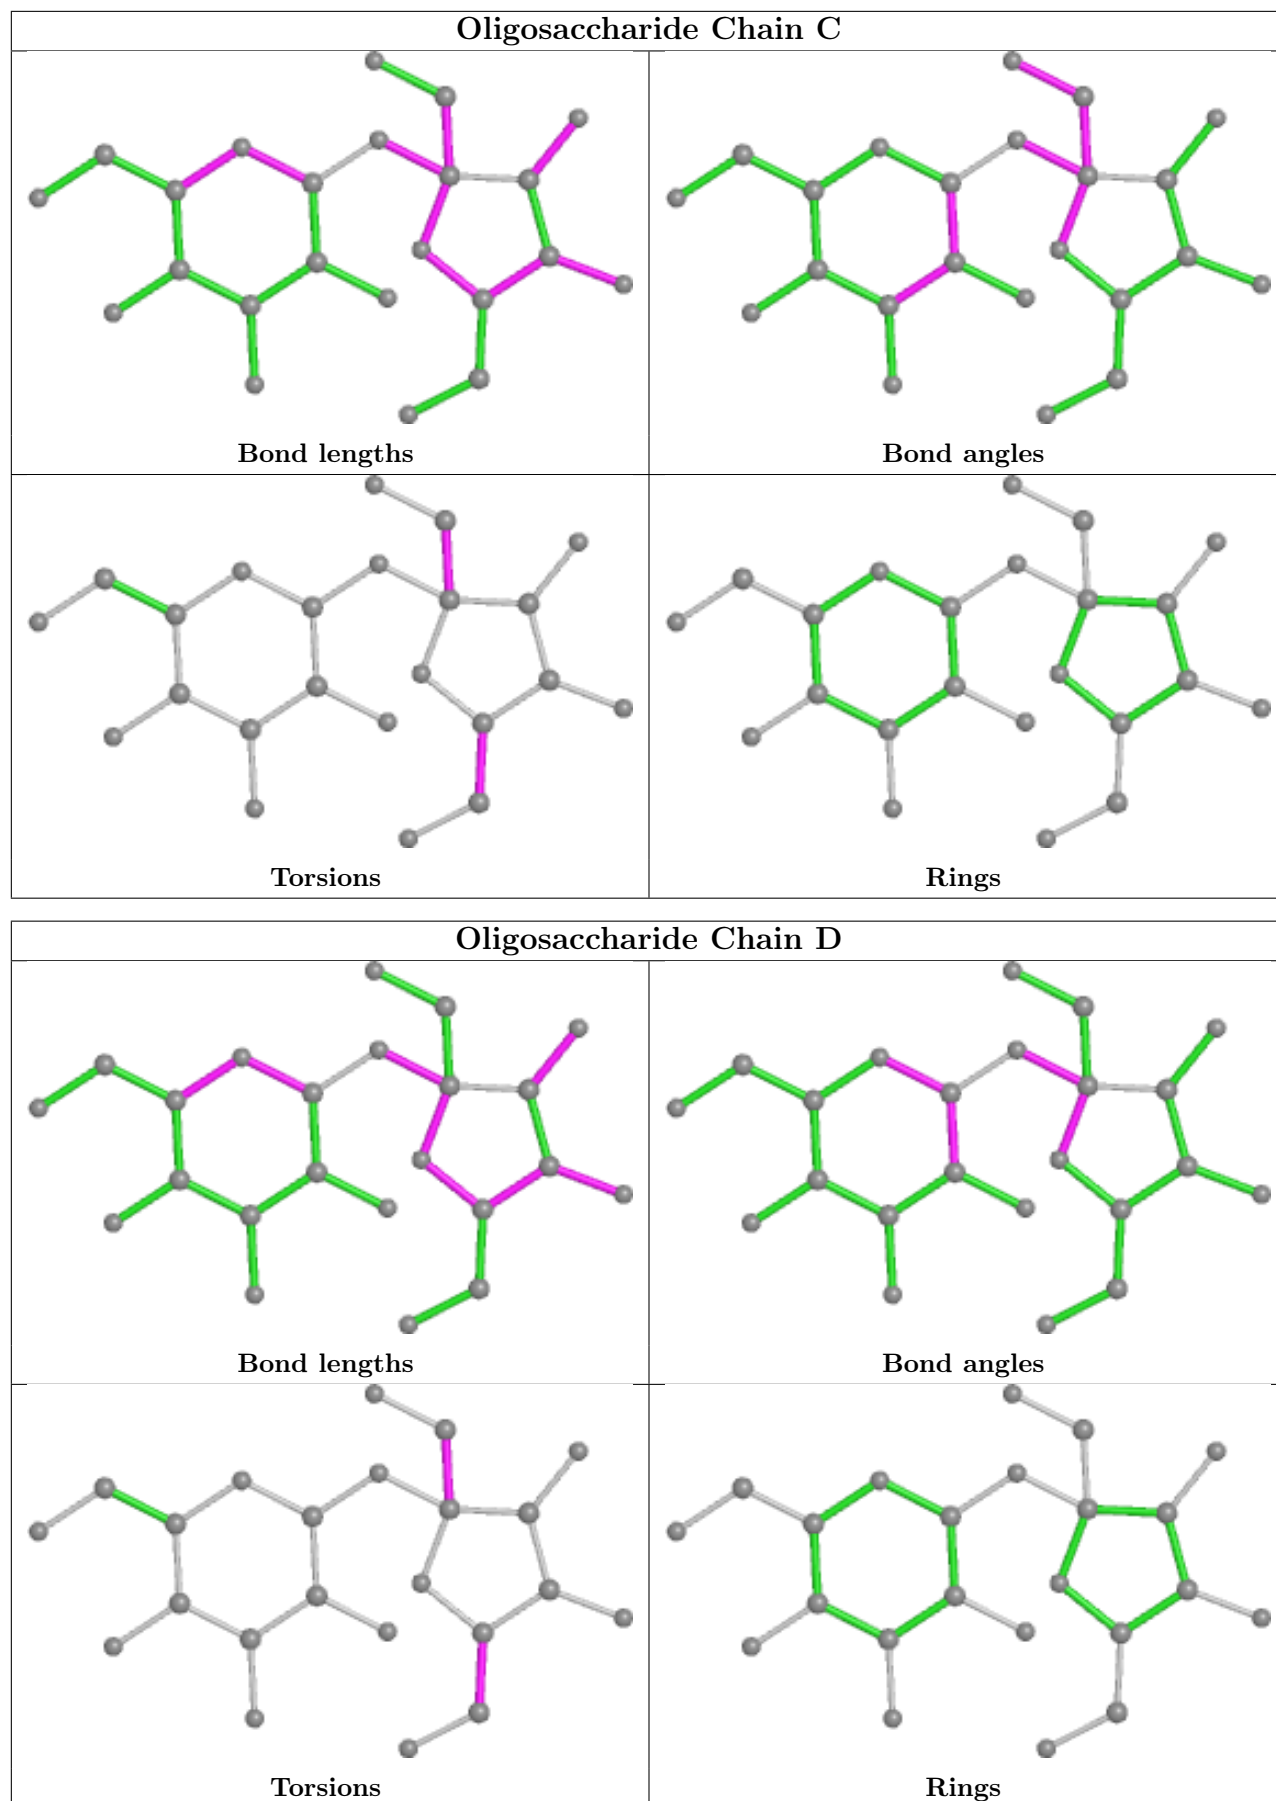 Oligosaccharide Chain C
Bond lengths
Bond angles
Torsions
Rings
Oligosaccharide Chain D
Bond lengths
Bond angles
Torsions
Rings